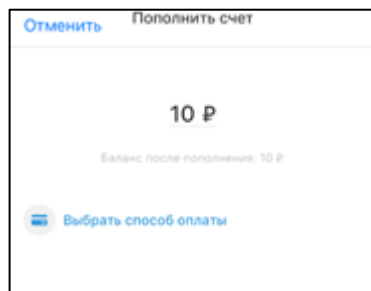 Отменить Пополнить счет
10 ₽
Баланс после пополнения: 10 ₽
Выбрать способ оплаты